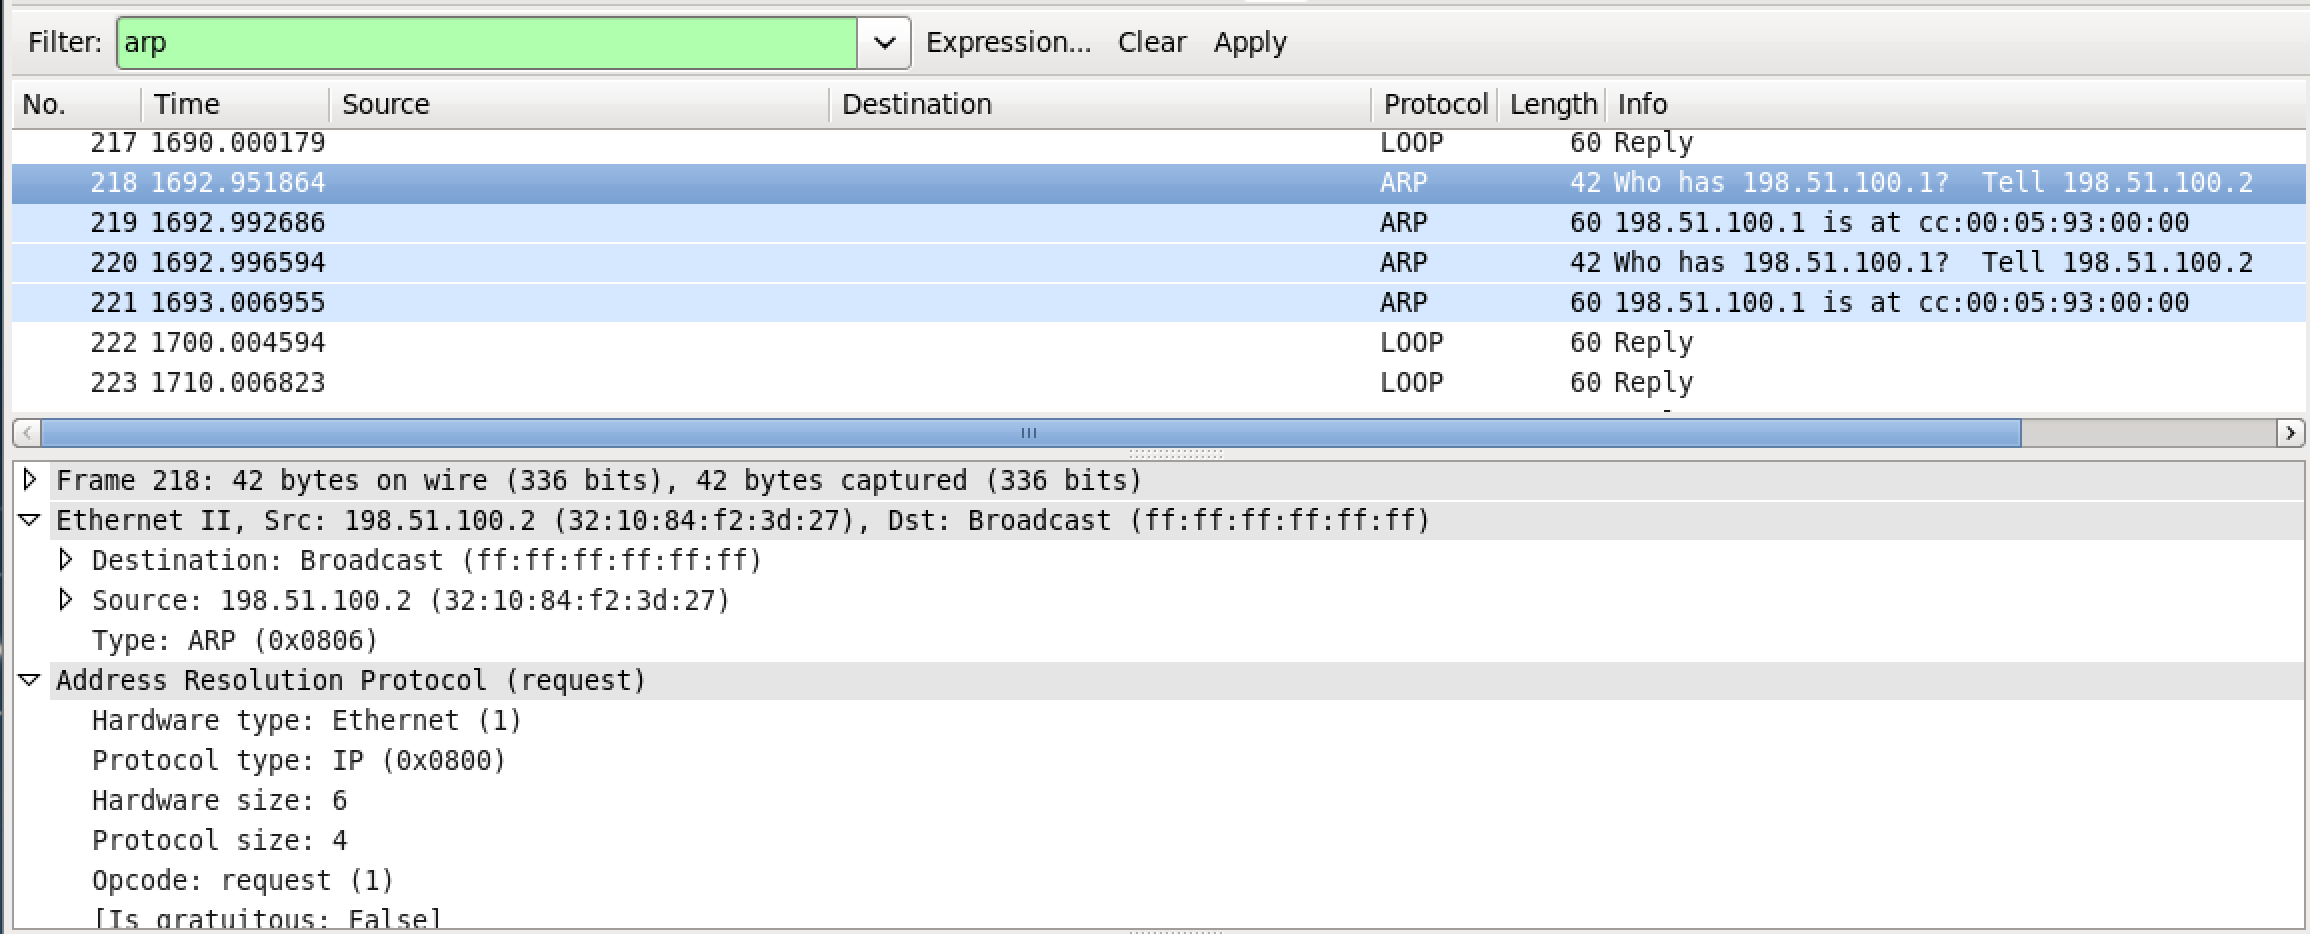 Filter: arp Expression... Clear Apply
No. Time Source Destination Protocol Length Info
217 1690.000179 LOOP 60 Reply
218 1692.951864 ARP 42 Who has 198.51.100.1?  Tell 198.51.100.2
219 1692.992686 ARP 60 198.51.100.1 is at cc:00:05:93:00:00
220 1692.996594 ARP 42 Who has 198.51.100.1?  Tell 198.51.100.2
221 1693.006955 ARP 60 198.51.100.1 is at cc:00:05:93:00:00
222 1700.004594 LOOP 60 Reply
223 1710.006823 LOOP 60 Reply
Frame 218: 42 bytes on wire (336 bits), 42 bytes captured (336 bits)
Ethernet II, Src: 198.51.100.2 (32:10:84:f2:3d:27), Dst: Broadcast (ff:ff:ff:ff:ff:ff)
Destination: Broadcast (ff:ff:ff:ff:ff:ff)
Source: 198.51.100.2 (32:10:84:f2:3d:27)
Type: ARP (0x0806)
Address Resolution Protocol (request)
Hardware type: Ethernet (1)
Protocol type: IP (0x0800)
Hardware size: 6
Protocol size: 4
Opcode: request (1)
[Is gratuitous: False]